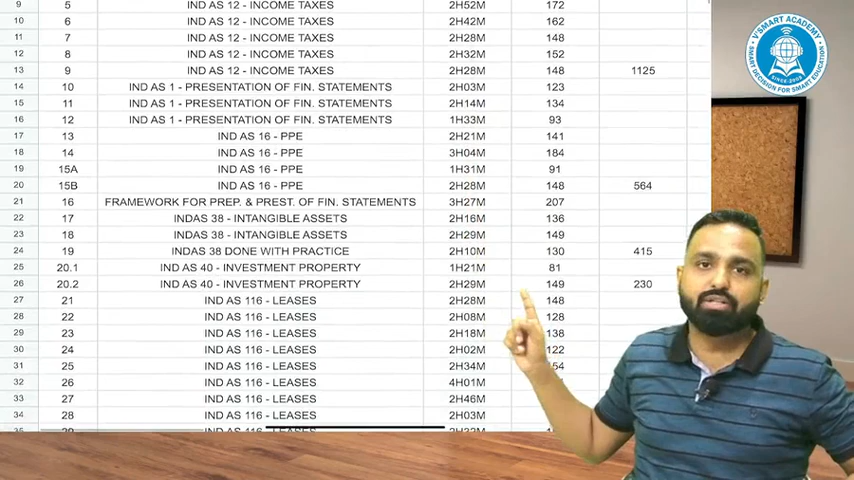 9 5 IND AS 12 - INCOME TAXES 2H52M 172
10 6 IND AS 12 - INCOME TAXES 2H42M 162
11 7 IND AS 12 - INCOME TAXES 2H28M 148
12 8 IND AS 12 - INCOME TAXES 2H32M 152
13 9 IND AS 12 - INCOME TAXES 2H28M 148 1125
14 10 IND AS 1 - PRESENTATION OF FIN. STATEMENTS 2H03M 123
15 11 IND AS 1 - PRESENTATION OF FIN. STATEMENTS 2H14M 134
16 12 IND AS 1 - PRESENTATION OF FIN. STATEMENTS 1H33M 93
17 13 IND AS 16 - PPE 2H21M 141
18 14 IND AS 16 - PPE 3H04M 184
19 15A IND AS 16 - PPE 1H31M 91
20 15B IND AS 16 - PPE 2H28M 148 564
21 16 FRAMEWORK FOR PREP. & PREST. OF FIN. STATEMENTS 3H27M 207
22 17 INDAS 38 - INTANGIBLE ASSETS 2H16M 136
23 18 INDAS 38 - INTANGIBLE ASSETS 2H29M 149
24 19 INDAS 38 DONE WITH PRACTICE 2H10M 130 415
25 20.1 IND AS 40 - INVESTMENT PROPERTY 1H21M 81
26 20.2 IND AS 40 - INVESTMENT PROPERTY 2H29M 149 230
27 21 IND AS 116 - LEASES 2H28M 148
28 22 IND AS 116 - LEASES 2H08M 128
29 23 IND AS 116 - LEASES 2H18M 138
30 24 IND AS 116 - LEASES 2H02M 122
31 25 IND AS 116 - LEASES 2H34M
32 26 IND AS 116 - LEASES 4H01M
33 27 IND AS 116 - LEASES 2H46M
34 28 IND AS 116 - LEASES 2H03M
35 29 IND AS 116 - LEASES 2H32M
V'SMART ACADEMY
SINCE-2005
SMART DECISION FOR SMART EDUCATION